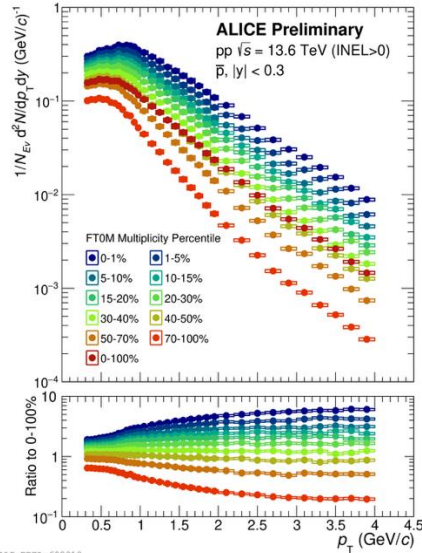 ALICE Preliminary
pp √s = 13.6 TeV (INEL>0)
p̅, |y| < 0.3
1/N_Ev d²N/dp_Tdy (GeV/c)⁻¹
1
10⁻¹
10⁻²
10⁻³
10⁻⁴
FT0M Multiplicity Percentile
0-1% 1-5%
5-10% 10-15%
15-20% 20-30%
30-40% 40-50%
50-70% 70-100%
0-100%
Ratio to 0-100%
10
1
10⁻¹
0 0.5 1 1.5 2 2.5 3 3.5 4 4.5
p_T (GeV/c)